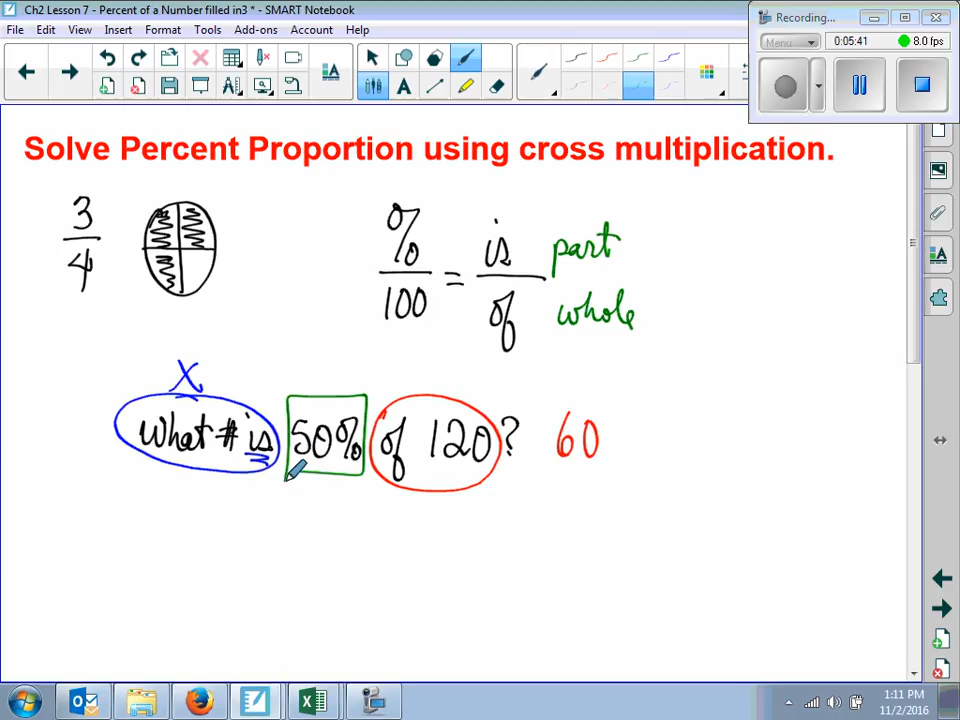 Ch2 Lesson 7 - Percent of a Number filled in3 * - SMART Notebook
File Edit View Insert Format Tools Add-ons Account Help
Recording...
Menu 0:05:41 8.0 fps
Solve Percent Proportion using cross multiplication.
3
4
% is part
100 = of whole
X
What # is 50% of 120? 60
1:11 PM
11/2/2016